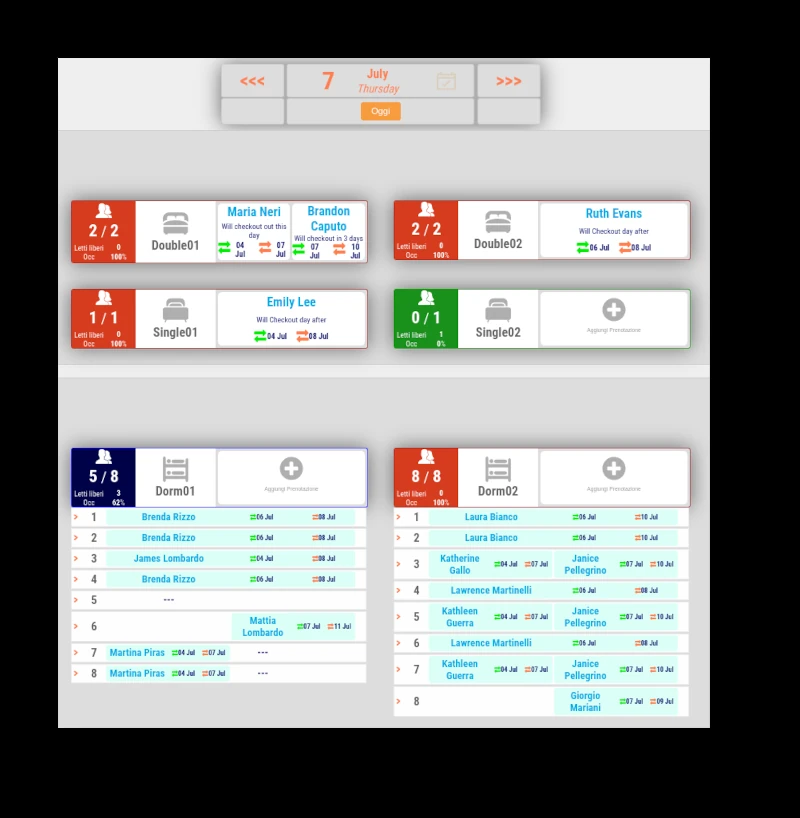 <<<
7
July
Thursday
>>>
Oggi
2 / 2
Letti liberi 0
Occ 100%
Double01
Maria Neri
Will checkout out this
day
04
Jul
07
Jul
Brandon
Caputo
Will checkout in 3 days
07
Jul
10
Jul
2 / 2
Letti liberi 0
Occ 100%
Double02
Ruth Evans
Will Checkout day after
06 Jul 08 Jul
1 / 1
Letti liberi 0
Occ 100%
Single01
Emily Lee
Will Checkout day after
04 Jul 08 Jul
0 / 1
Letti liberi 1
Occ 0%
Single02
Aggiungi Prenotazione
5 / 8
Letti liberi 3
Occ 62%
Dorm01
Aggiungi Prenotazione
> 1 Brenda Rizzo 06 Jul 08 Jul
> 2 Brenda Rizzo 06 Jul 08 Jul
> 3 James Lombardo 04 Jul 08 Jul
> 4 Brenda Rizzo 06 Jul 08 Jul
> 5 ---
> 6 Mattia
Lombardo 07 Jul 11 Jul
> 7 Martina Piras 04 Jul 07 Jul ---
> 8 Martina Piras 04 Jul 07 Jul ---
8 / 8
Letti liberi 0
Occ 100%
Dorm02
Aggiungi Prenotazione
> 1 Laura Bianco 06 Jul 10 Jul
> 2 Laura Bianco 06 Jul 10 Jul
> 3 Katherine
Gallo 04 Jul 07 Jul Janice
Pellegrino 07 Jul 10 Jul
> 4 Lawrence Martinelli 06 Jul 08 Jul
> 5 Kathleen
Guerra 04 Jul 07 Jul Janice
Pellegrino 07 Jul 10 Jul
> 6 Lawrence Martinelli 06 Jul 08 Jul
> 7 Kathleen
Guerra 04 Jul 07 Jul Janice
Pellegrino 07 Jul 10 Jul
> 8 Giorgio
Mariani 07 Jul 09 Jul